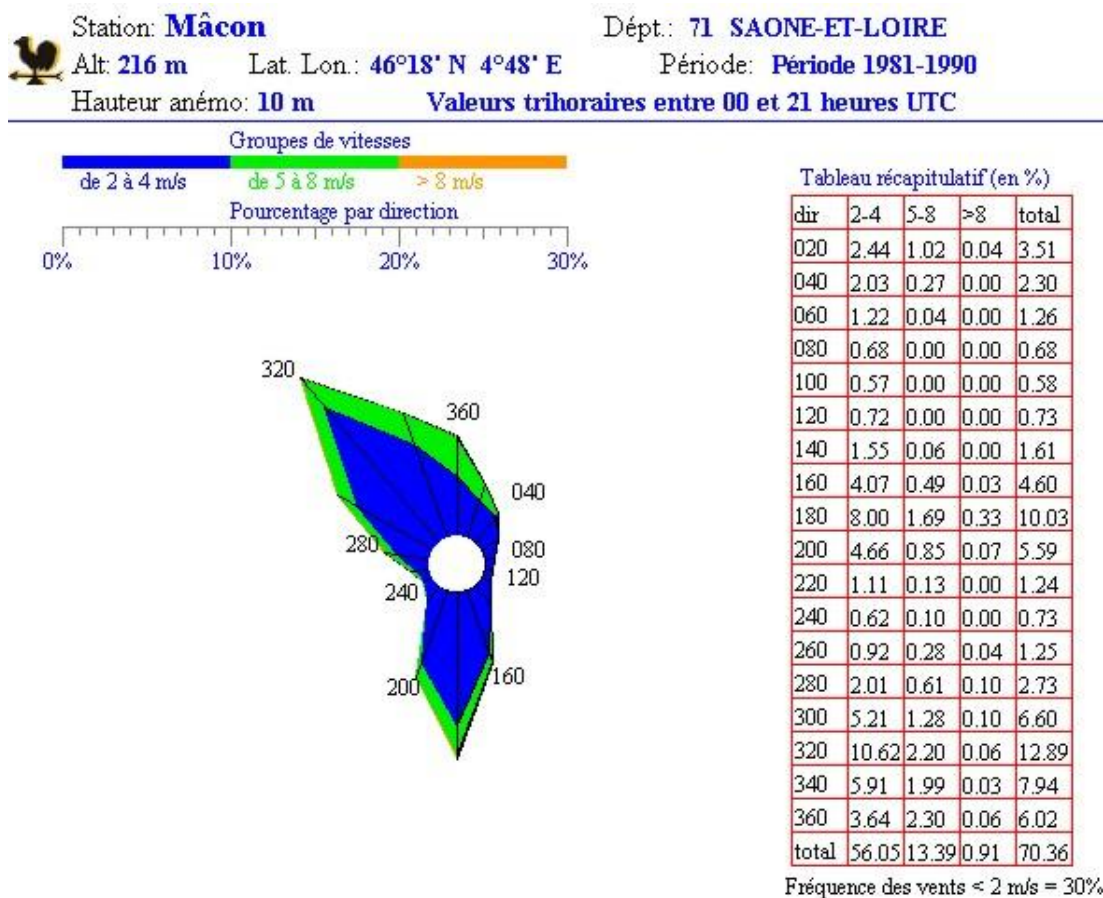 Station: Mâcon Dépt.: 71 SAONE-ET-LOIRE
Alt: 216 m Lat. Lon.: 46°18' N 4°48' E Période: Période 1981-1990
Hauteur anémo: 10 m Valeurs trihoraires entre 00 et 21 heures UTC
Groupes de vitesses
de 2 à 4 m/s de 5 à 8 m/s > 8 m/s
Pourcentage par direction
0% 10% 20% 30%
320
360
040
280
080
120
240
200
160
Tableau récapitulatif (en %)
dir 2-4 5-8 >8 total
020 2.44 1.02 0.04 3.51
040 2.03 0.27 0.00 2.30
060 1.22 0.04 0.00 1.26
080 0.68 0.00 0.00 0.68
100 0.57 0.00 0.00 0.58
120 0.72 0.00 0.00 0.73
140 1.55 0.06 0.00 1.61
160 4.07 0.49 0.03 4.60
180 8.00 1.69 0.33 10.03
200 4.66 0.85 0.07 5.59
220 1.11 0.13 0.00 1.24
240 0.62 0.10 0.00 0.73
260 0.92 0.28 0.04 1.25
280 2.01 0.61 0.10 2.73
300 5.21 1.28 0.10 6.60
320 10.62 2.20 0.06 12.89
340 5.91 1.99 0.03 7.94
360 3.64 2.30 0.06 6.02
total 56.05 13.39 0.91 70.36
Fréquence des vents < 2 m/s = 30%